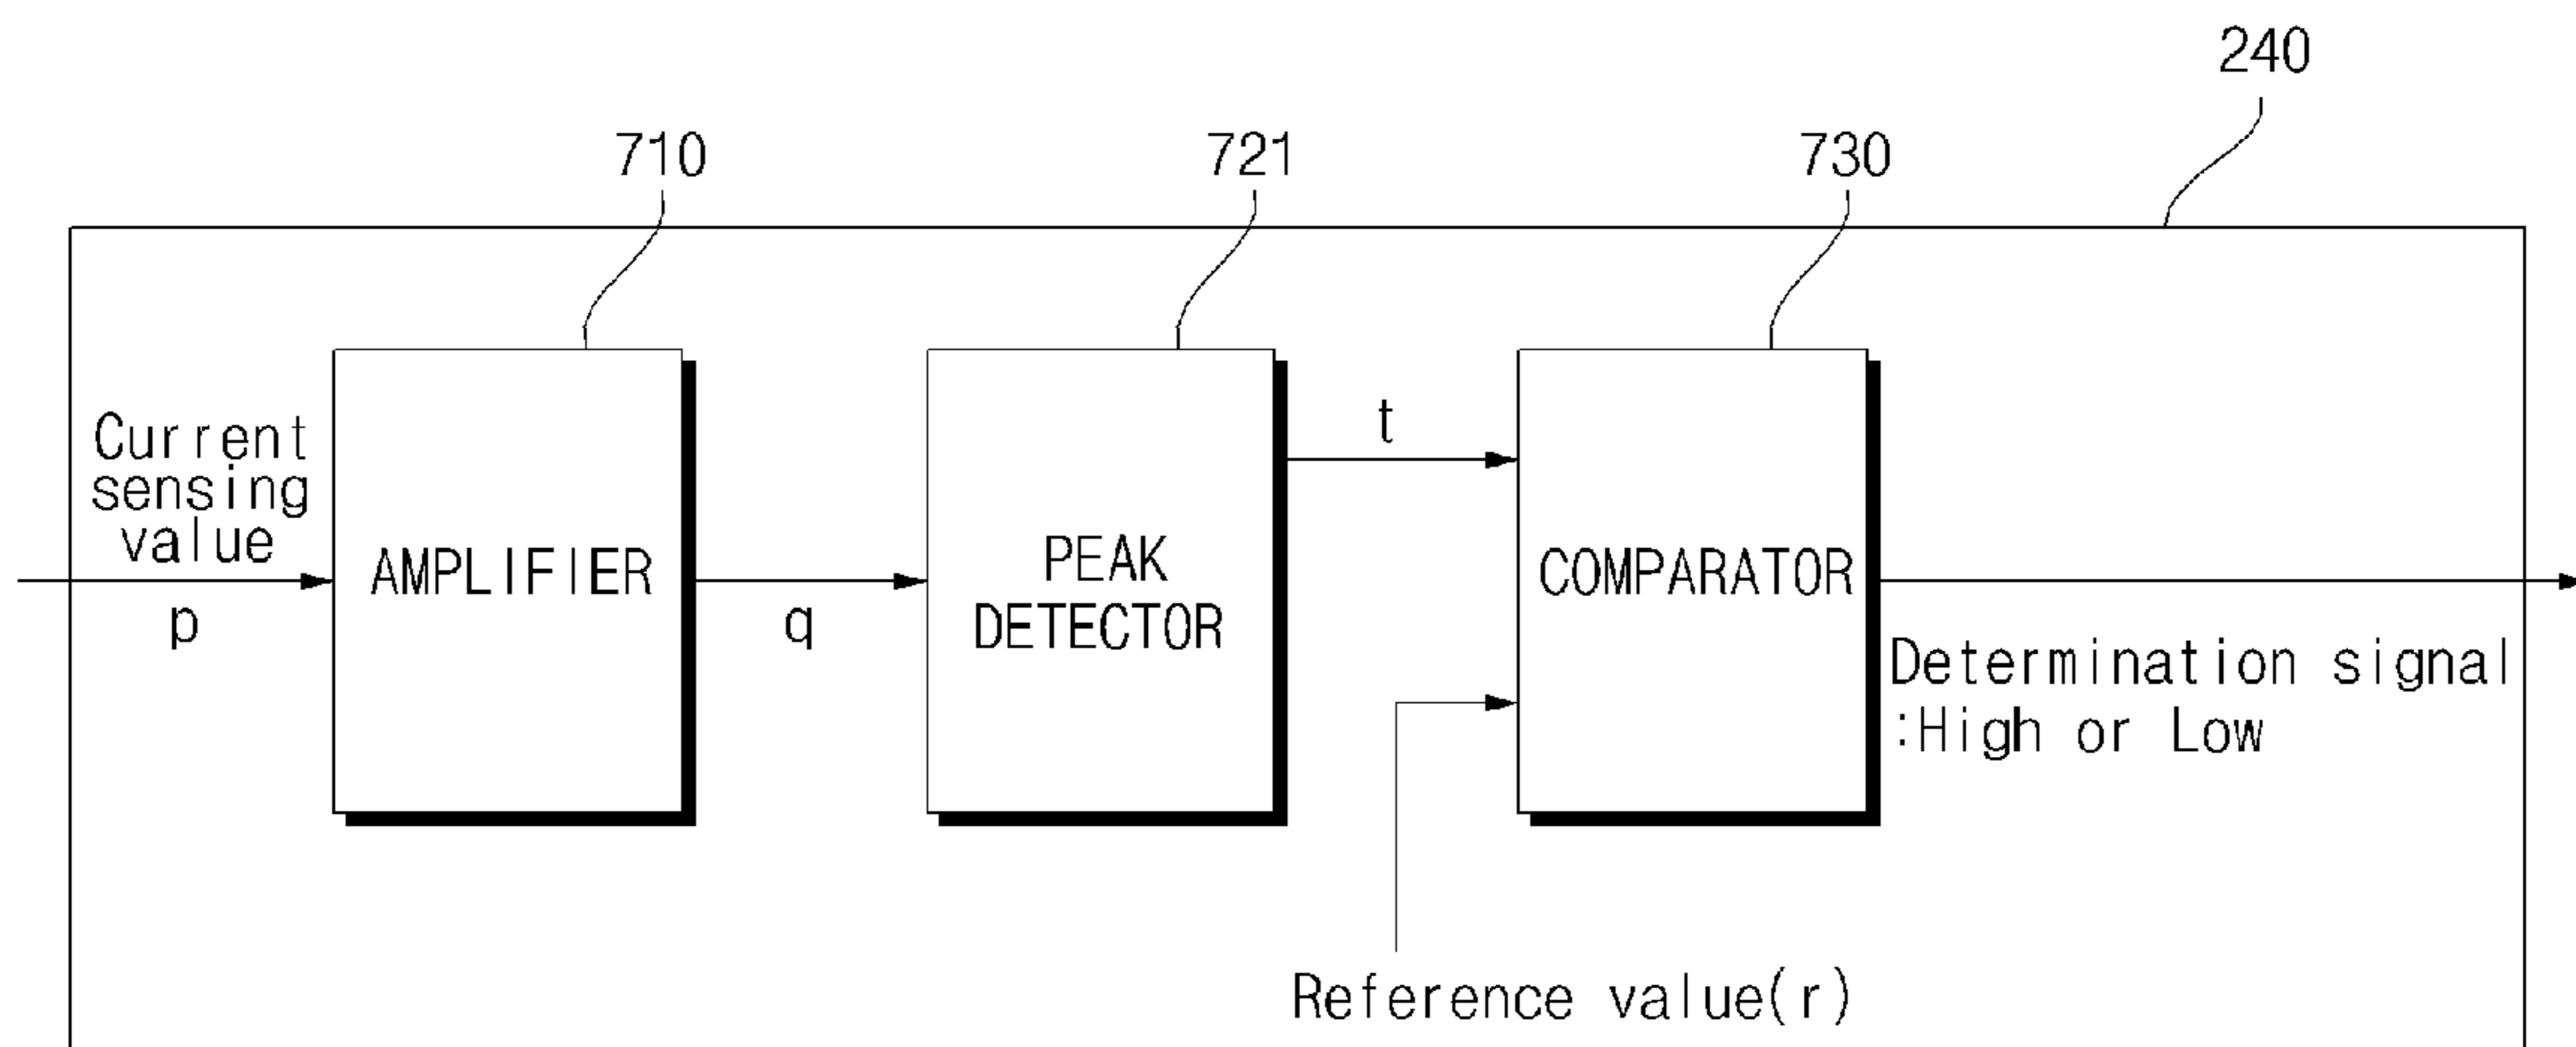 240
710
721
730
Current
sensing
value
p
AMPLIFIER
q
PEAK
DETECTOR
t
COMPARATOR
Determination signal
:High or Low
Reference value(r)